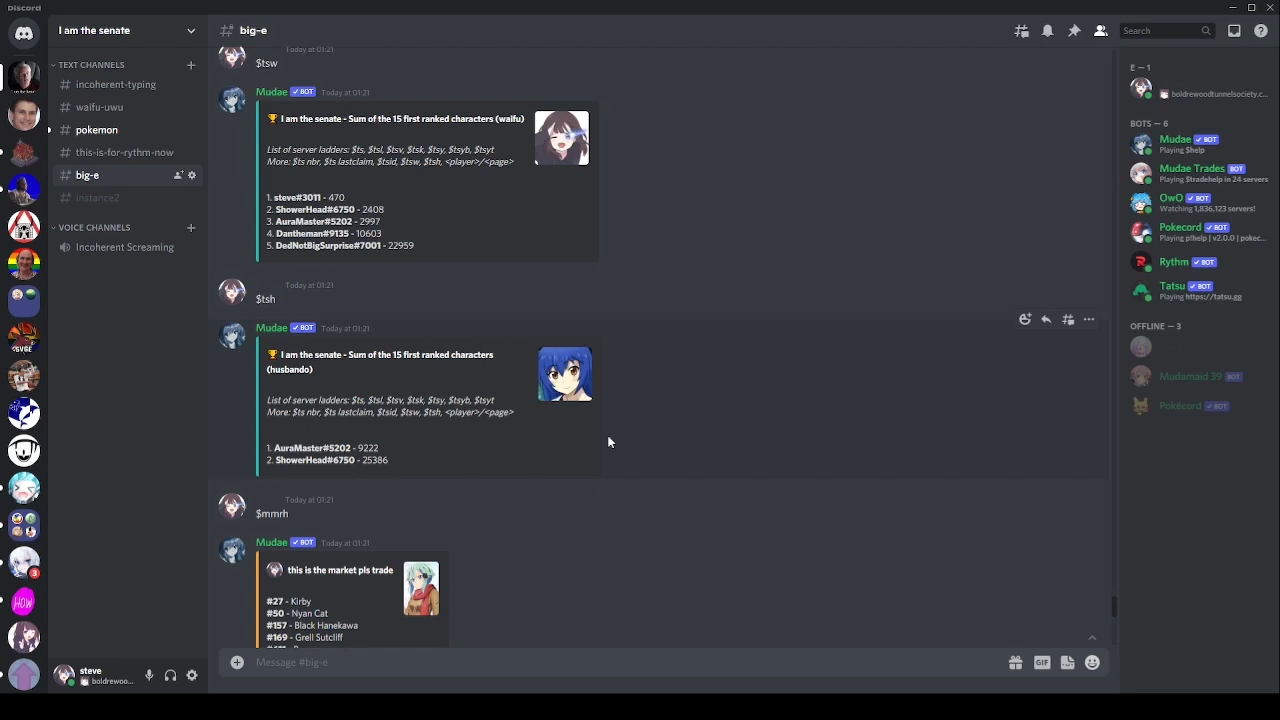 Discord
I am the senate
TEXT CHANNELS
incoherent-typing
waifu-uwu
pokemon
this-is-for-rythm-now
big-e
instance2
VOICE CHANNELS
Incoherent Screaming
3
HOW
steve
boldrewoo...
big-e
Search
Today at 01:21
$tsw
Mudae BOT Today at 01:21
🏆 I am the senate - Sum of the 15 first ranked characters (waifu)
List of server ladders: $ts, $tsl, $tsv, $tsk, $tsy, $tsyb, $tsyt
More: $ts nbr, $ts lastclaim, $tsid, $tsw, $tsh, <player>/<page>
1. steve#3011 - 470
2. ShowerHead#6750 - 2408
3. AuraMaster#5202 - 2997
4. Dantheman#9135 - 10603
5. DedNotBigSurprise#7001 - 22959
Today at 01:21
$tsh
Mudae BOT Today at 01:21
🏆 I am the senate - Sum of the 15 first ranked characters
(husbando)
List of server ladders: $ts, $tsl, $tsv, $tsk, $tsy, $tsyb, $tsyt
More: $ts nbr, $ts lastclaim, $tsid, $tsw, $tsh, <player>/<page>
1. AuraMaster#5202 - 9222
2. ShowerHead#6750 - 25386
Today at 01:21
$mmrh
Mudae BOT Today at 01:21
this is the market pls trade
#27 - Kirby
#50 - Nyan Cat
#157 - Black Hanekawa
#169 - Grell Sutcliff
Message #big-e
GIF
E — 1
boldrewoodtunnelsociety.c...
BOTS — 6
Mudae BOT
Playing $help
Mudae Trades BOT
Playing $tradehelp in 24 servers
OwO BOT
Watching 1,836,123 servers!
Pokecord BOT
Playing p!help | v2.0.0 | pokec...
Rythm BOT
Tatsu BOT
Playing https://tatsu.gg
OFFLINE — 3
Mudamaid 39 BOT
Pokécord BOT